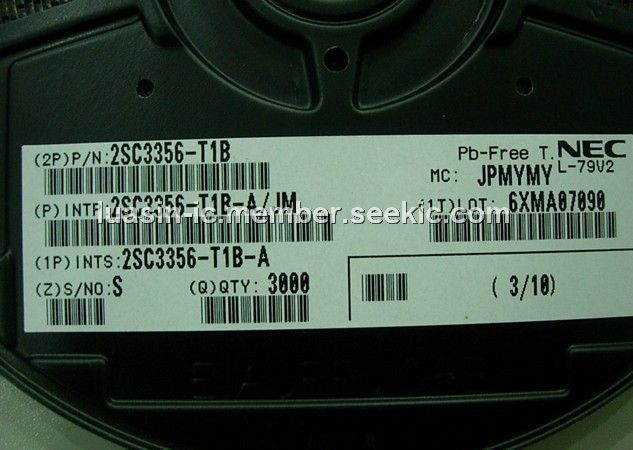 (2P)P/N:2SC3356-T1B
Pb-Free T. NEC
L-79V2
MC: JPMYMY
(P)INTP:2SC3356-T1B-A/JM
(1T)LOT: 6XMA07090
luasin-ic.member.seekic.com
(1P)INTS:2SC3356-T1B-A
(Z)S/NO:S
(Q)QTY: 3000
( 3/10)